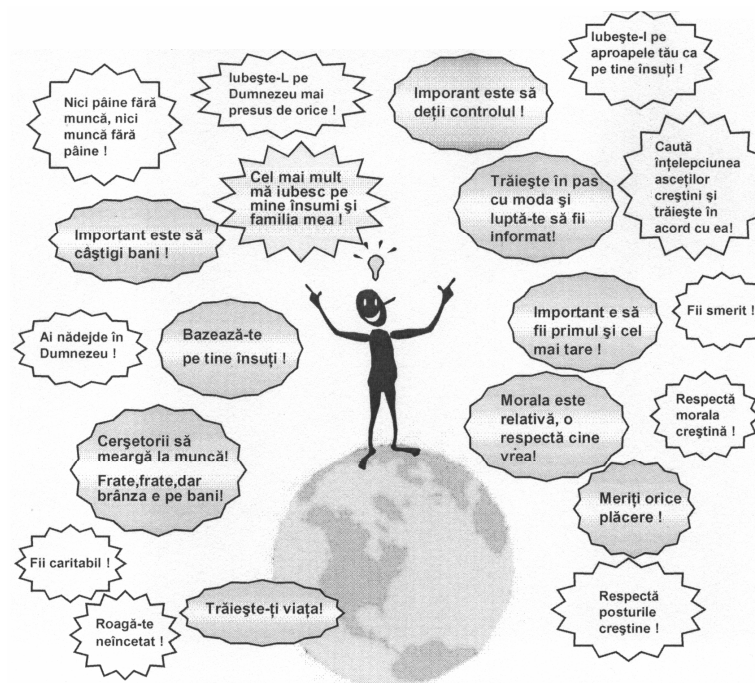 Nici pâine fără
muncă, nici
muncă fără
pâine !
Iubeşte-L pe
Dumnezeu mai
presus de orice !
Imporant este să
deţii controlul !
Iubeşte-l pe
aproapele tău ca
pe tine însuţi !
Cel mai mult
mă iubesc pe
mine însumi şi
familia mea !
Trăieşte în pas
cu moda şi
luptă-te să fii
informat!
Caută
înţelepciunea
asceţilor
creştini şi
trăieşte în
acord cu ea!
Important este să
câştigi bani !
Ai nădejde în
Dumnezeu !
Bazează-te
pe tine însuţi !
Important e să
fii primul şi cel
mai tare !
Fii smerit !
Morala este
relativă, o
respectă cine
vrea!
Respectă
morala
creştină !
Cerşetorii să
meargă la muncă!
Frate,frate,dar
brânza e pe bani!
Meriţi orice
plăcere !
Fii caritabil !
Roagă-te
neîncetat !
Trăieşte-ţi viaţa!
Respectă
posturile
creştine !